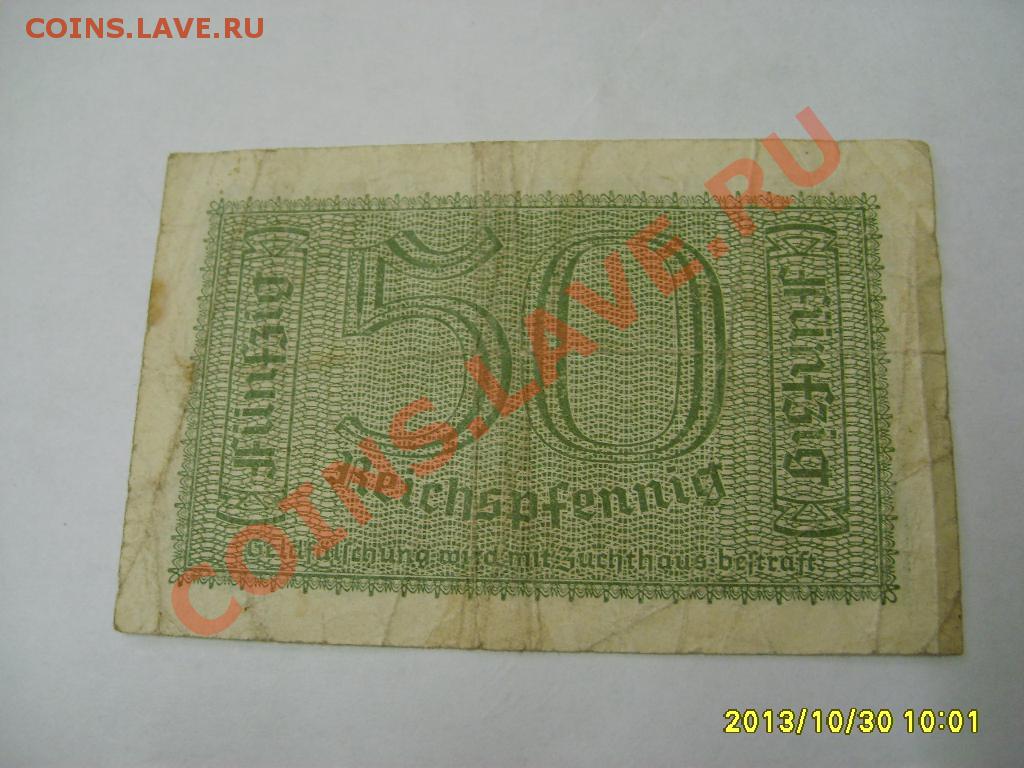 COINS.LAVE.RU
Fünfzig
50
Fünfzig
Reichspfennig
Geldfälschung wird mit Zuchthaus bestraft.
COINS.LAVE.RU
2013/10/30 10:01